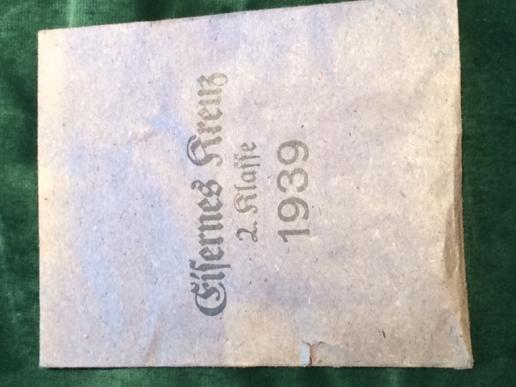 Eisernes Kreuz
2. Klasse
1939